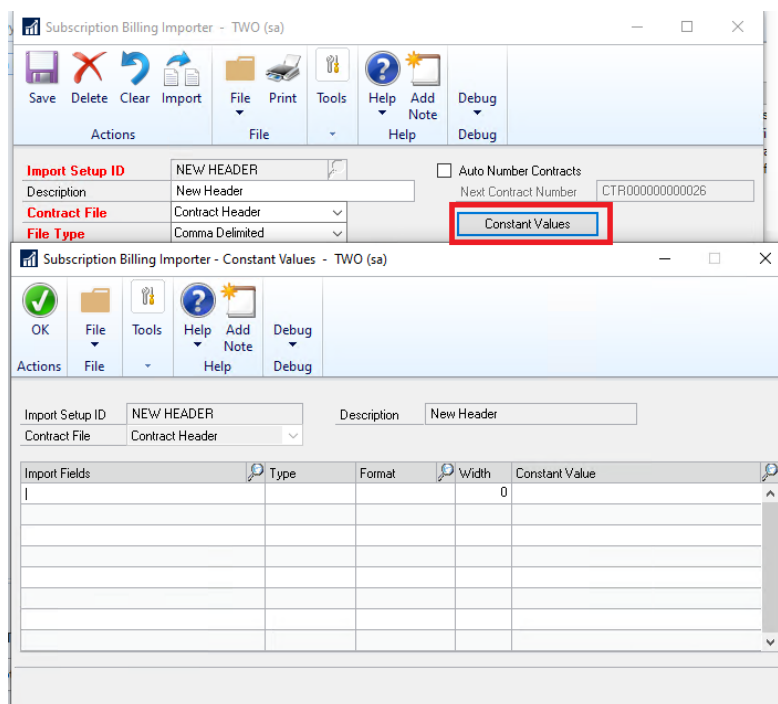 Subscription Billing Importer - TWO (sa)
Save Delete Clear Import File Print Tools Help Add Note Debug
Actions File Help Debug
Import Setup ID NEW HEADER Auto Number Contracts
Description New Header Next Contract Number CTR000000000026
Contract File Contract Header Constant Values
File Type Comma Delimited
Subscription Billing Importer - Constant Values - TWO (sa)
OK File Tools Help Add Note Debug
Actions File Help Debug
Import Setup ID NEW HEADER Description New Header
Contract File Contract Header
Import Fields Type Format Width Constant Value
0